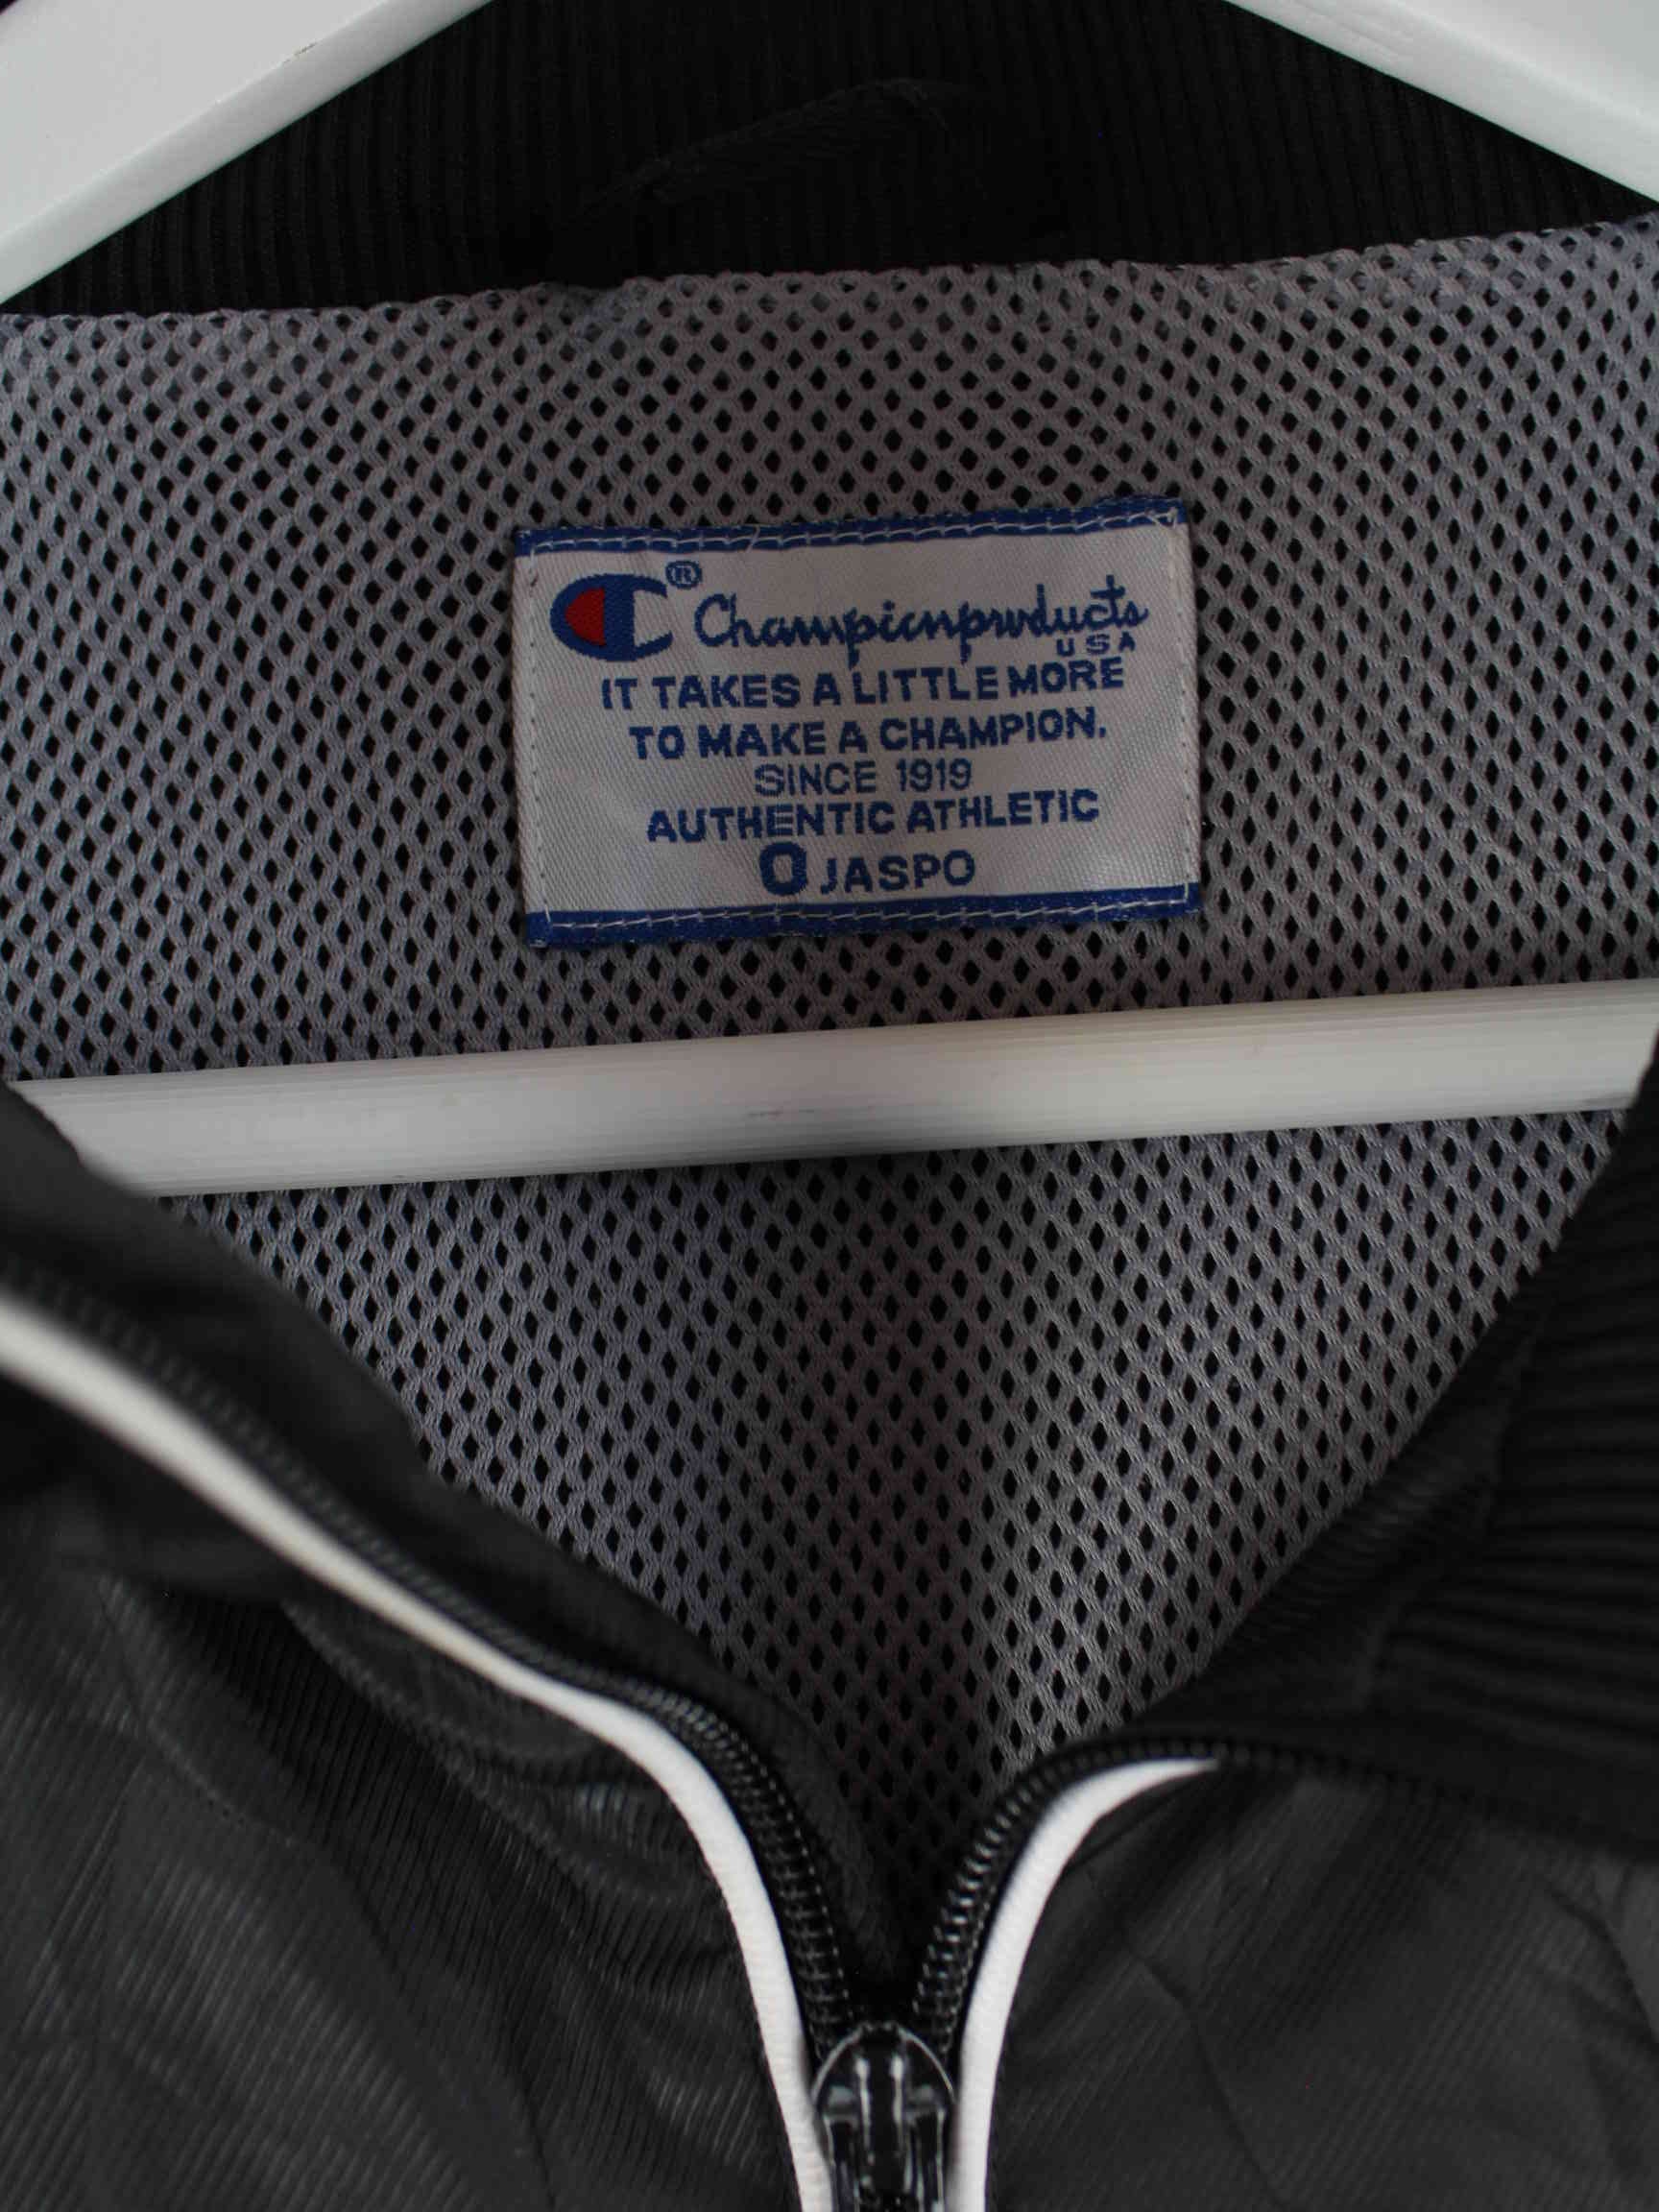 C® Championproducts
USA
IT TAKES A LITTLE MORE
TO MAKE A CHAMPION.
SINCE 1919
AUTHENTIC ATHLETIC
O JASPO